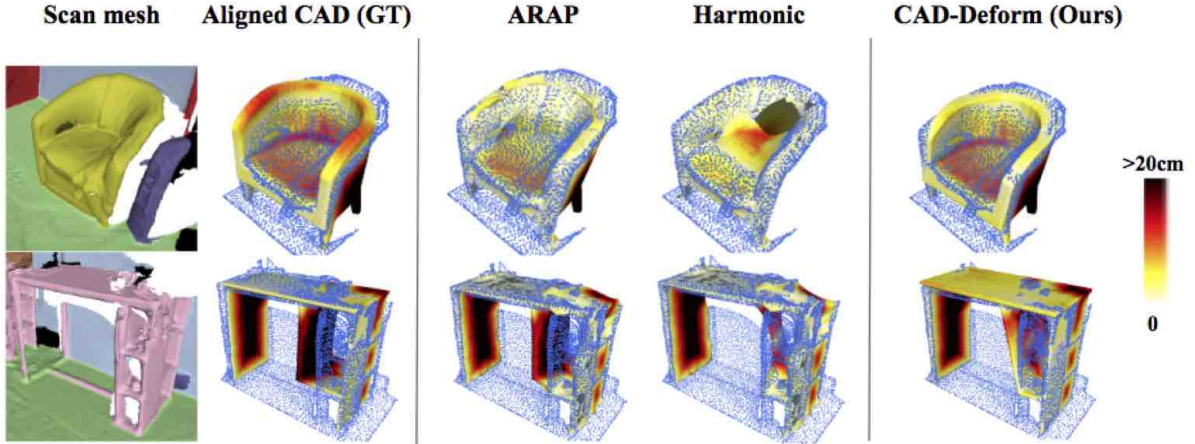 Scan mesh
Aligned CAD (GT)
ARAP
Harmonic
CAD-Deform (Ours)
>20cm
0